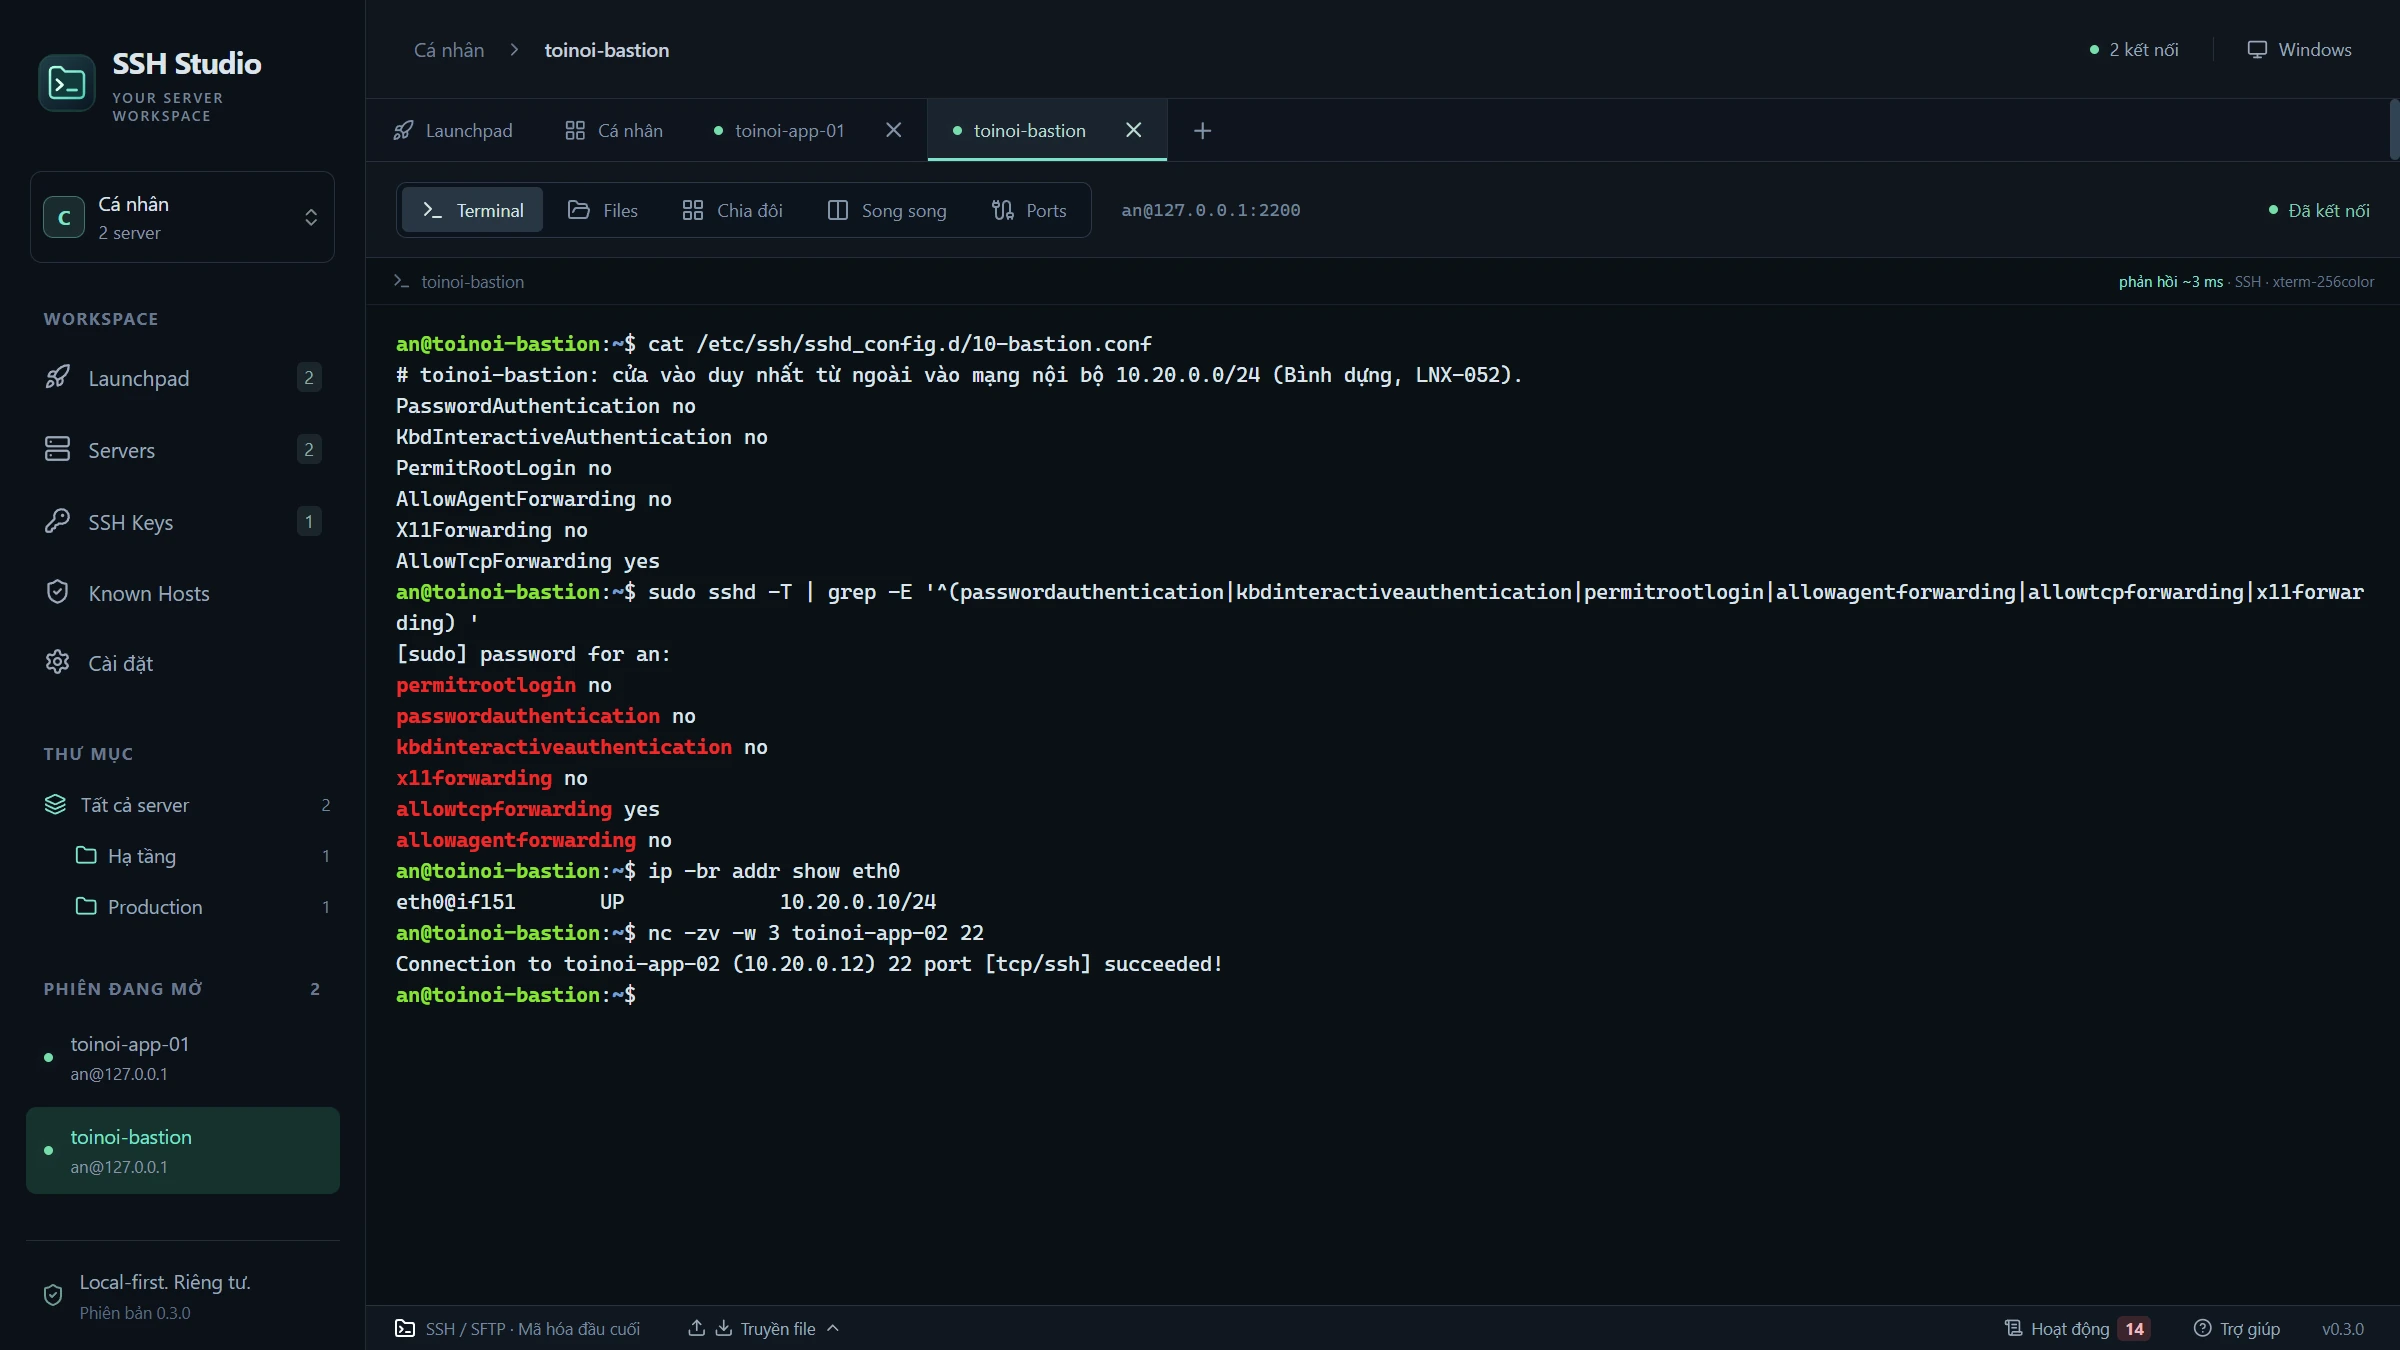 SSH Studio
YOUR SERVER
WORKSPACE
C
Cá nhân
2 server
WORKSPACE
Launchpad 2
Servers 2
SSH Keys 1
Known Hosts
Cài đặt
THƯ MỤC
Tất cả server 2
Hạ tầng 1
Production 1
PHIÊN ĐANG MỞ 2
toinoi-app-01
an@127.0.0.1
toinoi-bastion
an@127.0.0.1
Local-first. Riêng tư.
Phiên bản 0.3.0
Cá nhân > toinoi-bastion
2 kết nối
Windows
Launchpad
Cá nhân
toinoi-app-01
toinoi-bastion
Terminal
Files
Chia đôi
Song song
Ports
an@127.0.0.1:2200
Đã kết nối
toinoi-bastion
phản hồi ~3 ms · SSH · xterm-256color
an@toinoi-bastion:~$ cat /etc/ssh/sshd_config.d/10-bastion.conf
# toinoi-bastion: cửa vào duy nhất từ ngoài vào mạng nội bộ 10.20.0.0/24 (Bình dựng, LNX-052).
PasswordAuthentication no
KbdInteractiveAuthentication no
PermitRootLogin no
AllowAgentForwarding no
X11Forwarding no
AllowTcpForwarding yes
an@toinoi-bastion:~$ sudo sshd -T | grep -E '^(passwordauthentication|kbdinteractiveauthentication|permitrootlogin|allowagentforwarding|allowtcpforwarding|x11forwar
ding) '
[sudo] password for an:
permitrootlogin no
passwordauthentication no
kbdinteractiveauthentication no
x11forwarding no
allowtcpforwarding yes
allowagentforwarding no
an@toinoi-bastion:~$ ip -br addr show eth0
eth0@if151 UP 10.20.0.10/24
an@toinoi-bastion:~$ nc -zv -w 3 toinoi-app-02 22
Connection to toinoi-app-02 (10.20.0.12) 22 port [tcp/ssh] succeeded!
an@toinoi-bastion:~$
SSH / SFTP · Mã hóa đầu cuối
Truyền file
Hoạt động 14
Trợ giúp
v0.3.0